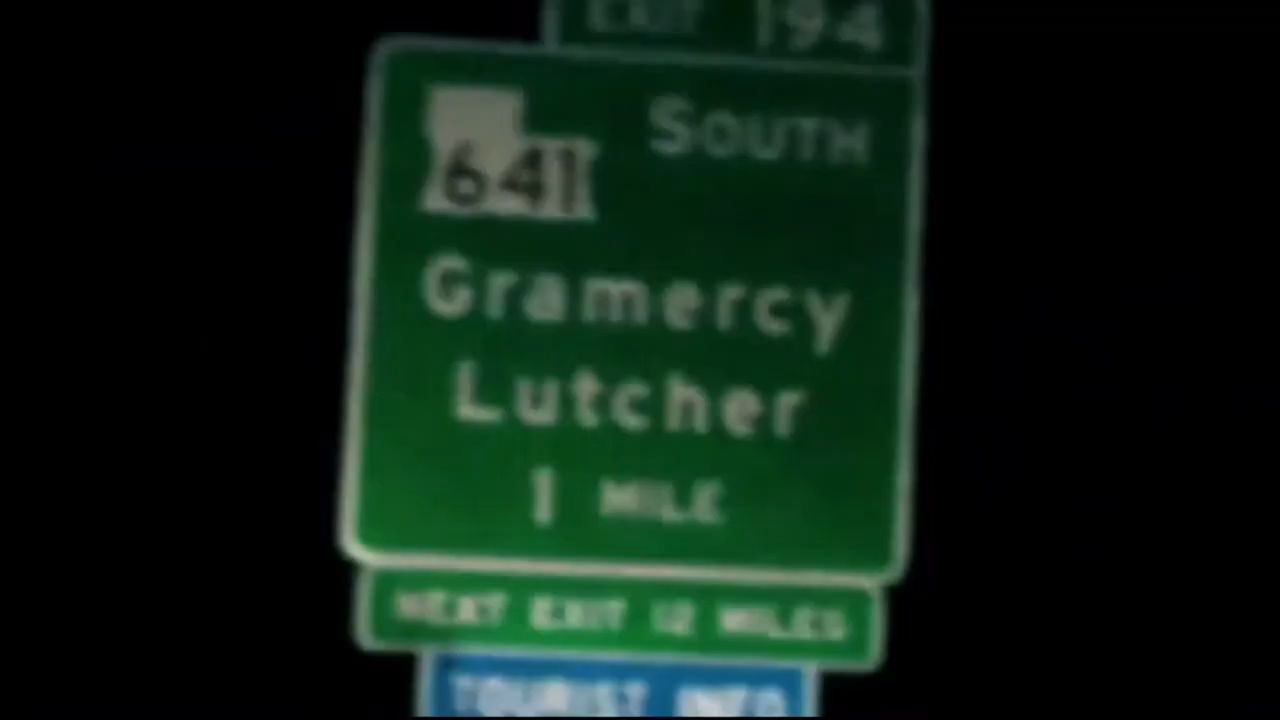 EXIT 194
641 SOUTH
Gramercy
Lutcher
1 MILE
NEXT EXIT 12 MILES
TOURIST INFO